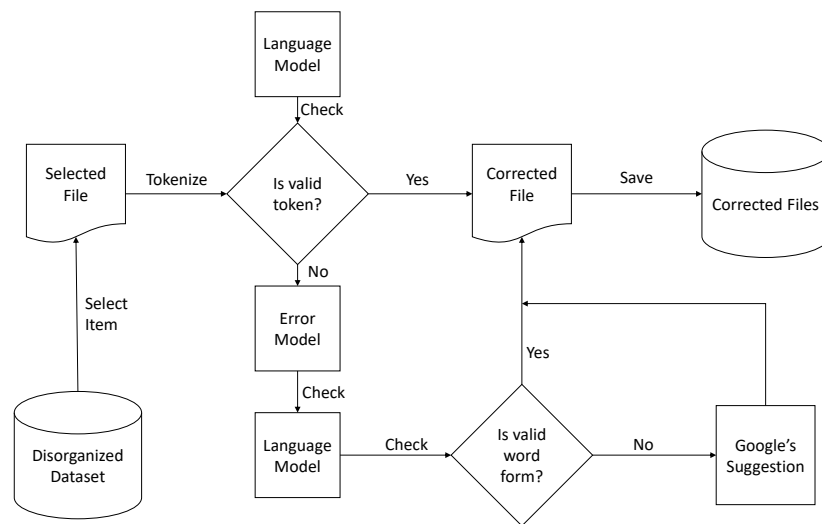 Language
Model
Check
Selected
File
Tokenize
Is valid
token?
Yes
Corrected
File
Save
Corrected Files
No
Select
Item
Error
Model
Yes
Check
Disorganized
Dataset
Language
Model
Check
Is valid
word
form?
No
Google's
Suggestion